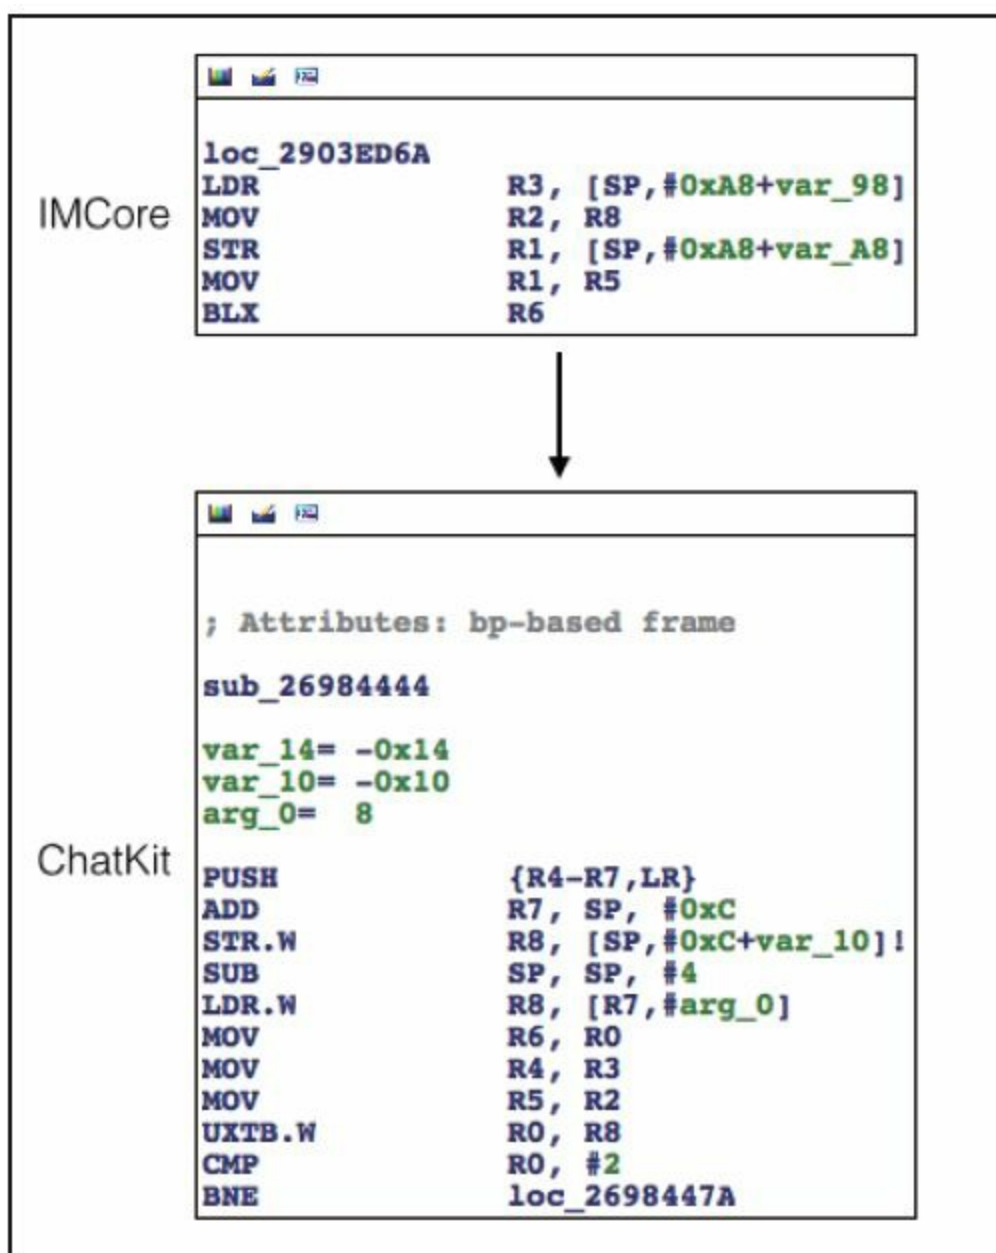 IMCore
loc_2903ED6A
LDR R3, [SP,#0xA8+var_98]
MOV R2, R8
STR R1, [SP,#0xA8+var_A8]
MOV R1, R5
BLX R6
ChatKit
; Attributes: bp-based frame
sub_26984444
var_14= -0x14
var_10= -0x10
arg_0= 8
PUSH {R4-R7,LR}
ADD R7, SP, #0xC
STR.W R8, [SP,#0xC+var_10]!
SUB SP, SP, #4
LDR.W R8, [R7,#arg_0]
MOV R6, R0
MOV R4, R3
MOV R5, R2
UXTB.W R0, R8
CMP R0, #2
BNE loc_2698447A